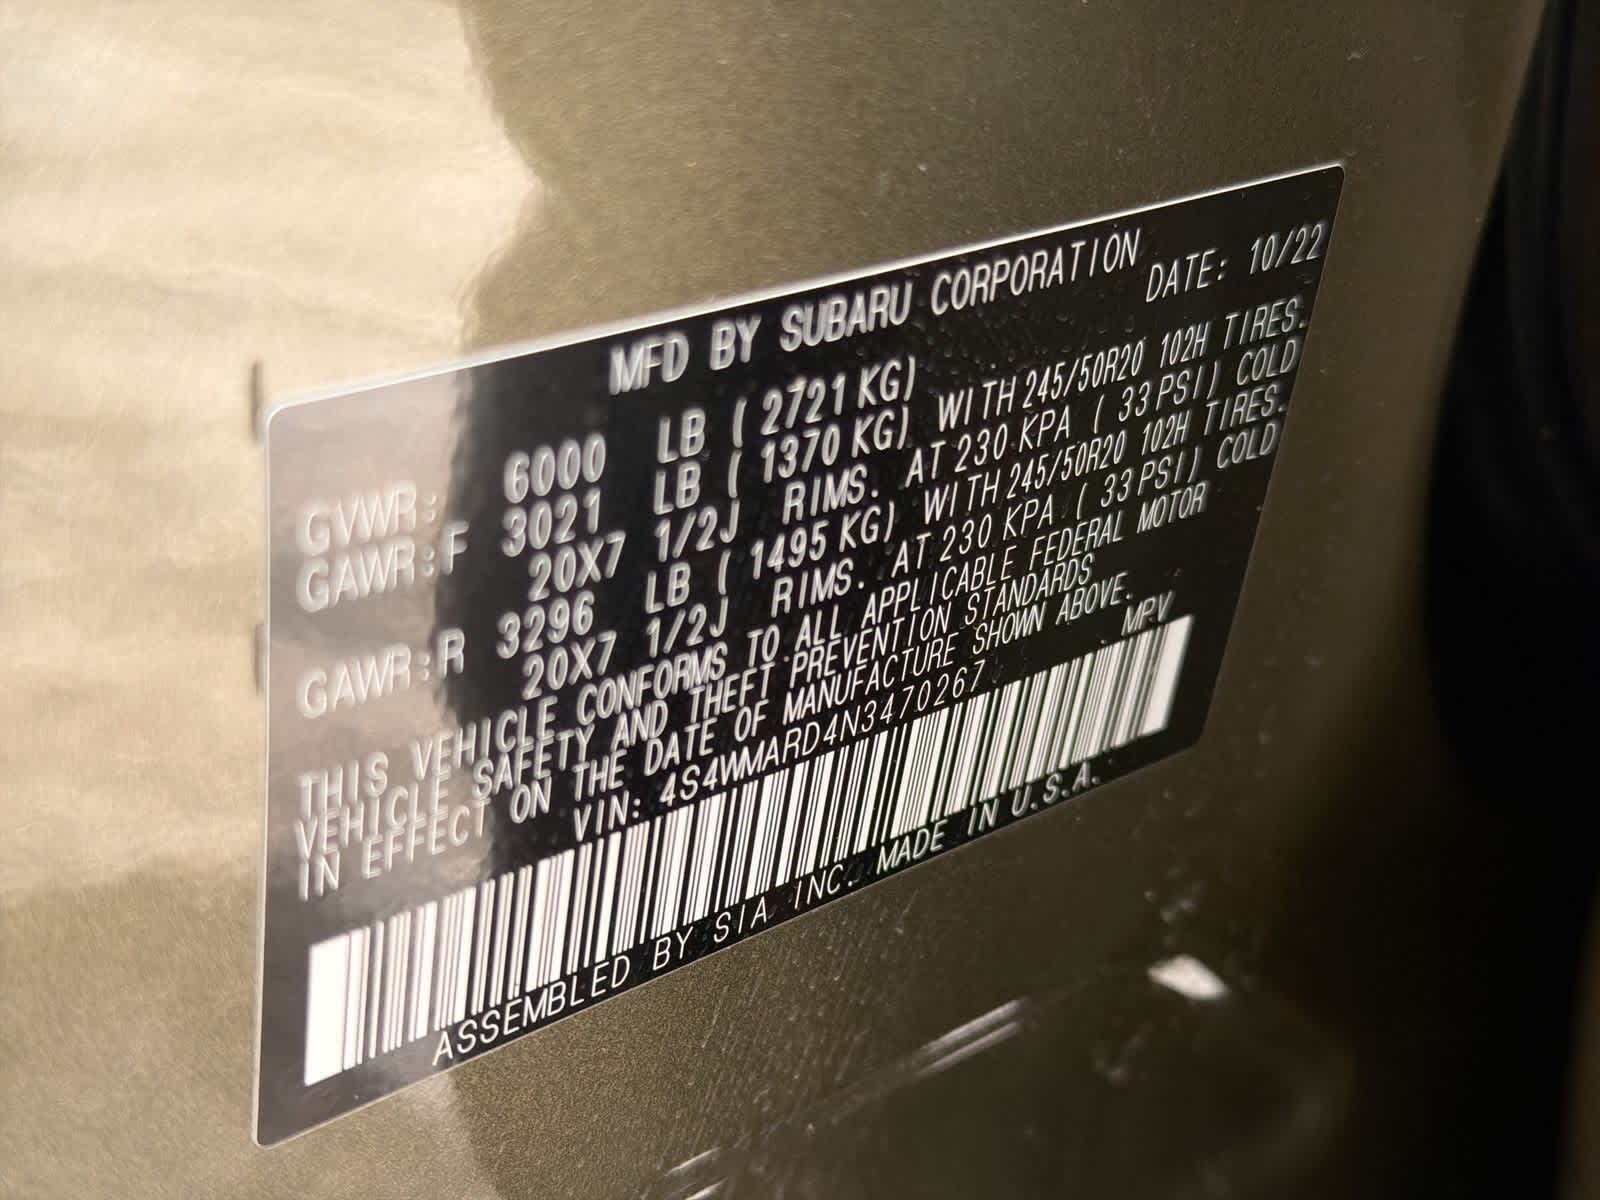 MFD BY SUBARU CORPORATION
DATE: 10/22
GVWR: 6000 LB ( 2721 KG)
GAWR:F 3021 LB ( 1370 KG) WITH 245/50R20 102H TIRES.
20X7 1/2J RIMS. AT 230 KPA ( 33 PSI) COLD
GAWR:R 3296 LB ( 1495 KG) WITH 245/50R20 102H TIRES.
20X7 1/2J RIMS. AT 230 KPA ( 33 PSI) COLD
THIS VEHICLE CONFORMS TO ALL APPLICABLE FEDERAL MOTOR
VEHICLE SAFETY AND THEFT PREVENTION STANDARDS
IN EFFECT ON THE DATE OF MANUFACTURE SHOWN ABOVE.
VIN: 4S4WMARD4N3470267 MPV
ASSEMBLED BY SIA INC. MADE IN U.S.A.